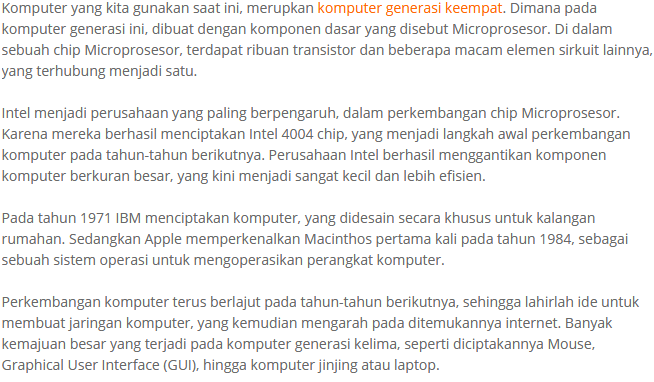 Komputer yang kita gunakan saat ini, merupkan komputer generasi keempat. Dimana pada
komputer generasi ini, dibuat dengan komponen dasar yang disebut Microprosesor. Di dalam
sebuah chip Microprosesor, terdapat ribuan transistor dan beberapa macam elemen sirkuit lainnya,
yang terhubung menjadi satu.
Intel menjadi perusahaan yang paling berpengaruh, dalam perkembangan chip Microprosesor.
Karena mereka berhasil menciptakan Intel 4004 chip, yang menjadi langkah awal perkembangan
komputer pada tahun-tahun berikutnya. Perusahaan Intel berhasil menggantikan komponen
komputer berkuran besar, yang kini menjadi sangat kecil dan lebih efisien.
Pada tahun 1971 IBM menciptakan komputer, yang didesain secara khusus untuk kalangan
rumahan. Sedangkan Apple memperkenalkan Macinthos pertama kali pada tahun 1984, sebagai
sebuah sistem operasi untuk mengoperasikan perangkat komputer.
Perkembangan komputer terus berlajut pada tahun-tahun berikutnya, sehingga lahirlah ide untuk
membuat jaringan komputer, yang kemudian mengarah pada ditemukannya internet. Banyak
kemajuan besar yang terjadi pada komputer generasi kelima, seperti diciptakannya Mouse,
Graphical User Interface (GUI), hingga komputer jinjing atau laptop.